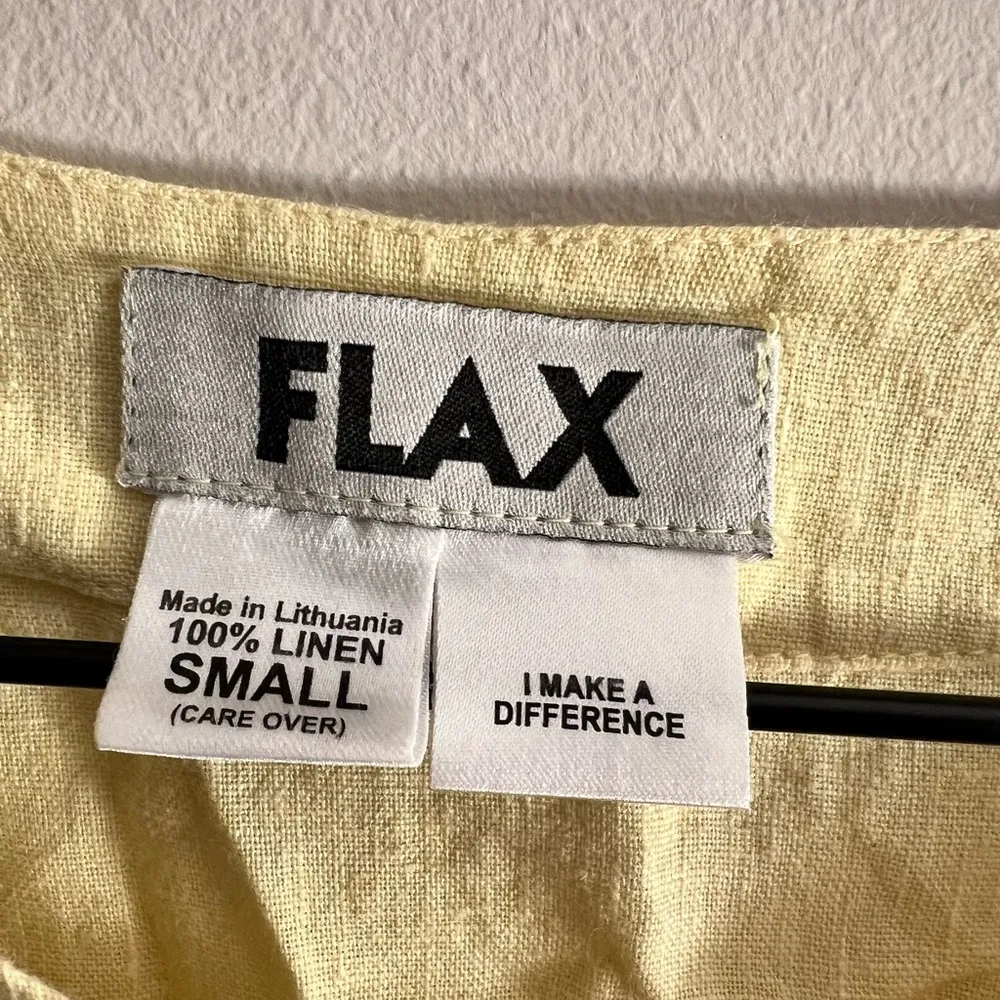 FLAX
Made in Lithuania
100% LINEN
SMALL
(CARE OVER)
I MAKE A
DIFFERENCE